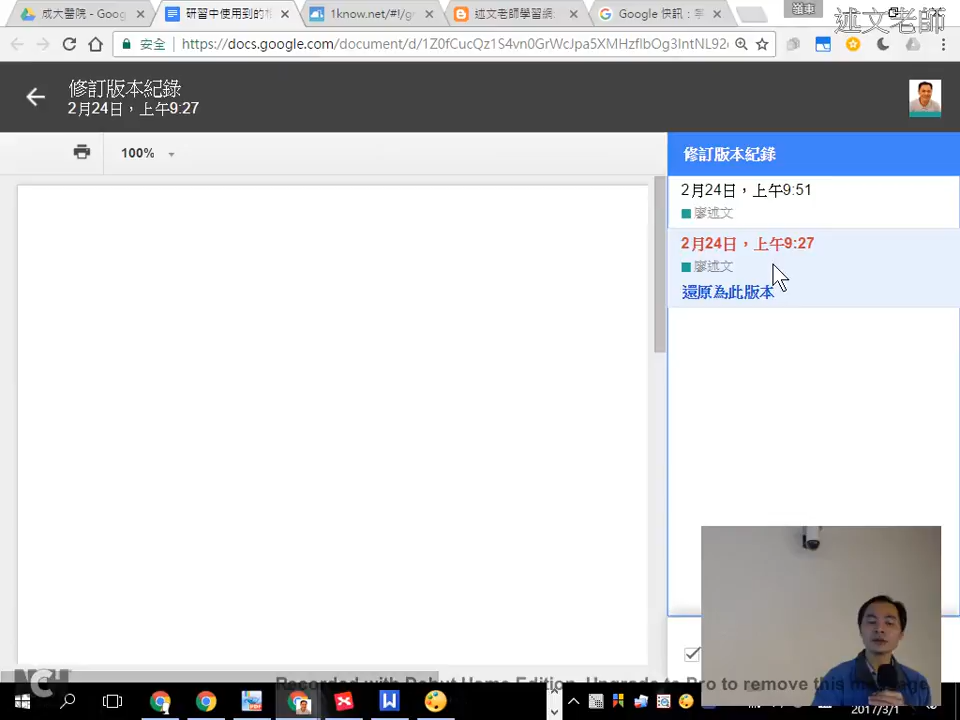 成大醫院 - Goog
研習中使用到的
1know.net/#!/gr
述文老師學習網
Google 快訊：
述文老師
安全
https://docs.google.com/document/d/1Z0fCucQz1S4vn0GrWcJpa5XMHzfIbOg3IntNL92
修訂版本紀錄
2月24日，上午9:27
100%
修訂版本紀錄
2月24日，上午9:51
廖述文
2月24日，上午9:27
廖述文
還原為此版本
NCH
Recorded with Debut Home Edition. Upgrade to Pro to remove this message.
2017/3/1